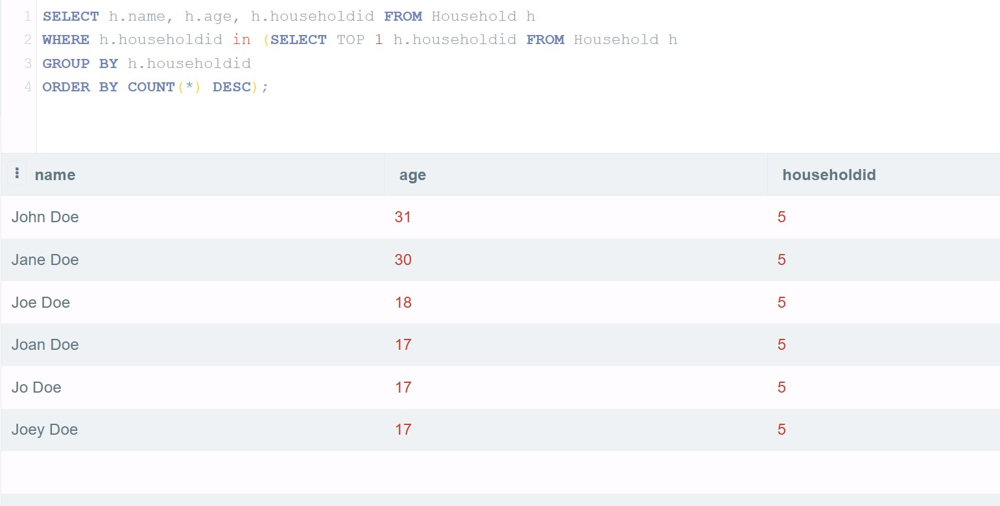 1 SELECT h.name, h.age, h.householdid FROM Household h
2 WHERE h.householdid in (SELECT TOP 1 h.householdid FROM Household h
3 GROUP BY h.householdid
4 ORDER BY COUNT(*) DESC);
name age householdid
John Doe 31 5
Jane Doe 30 5
Joe Doe 18 5
Joan Doe 17 5
Jo Doe 17 5
Joey Doe 17 5